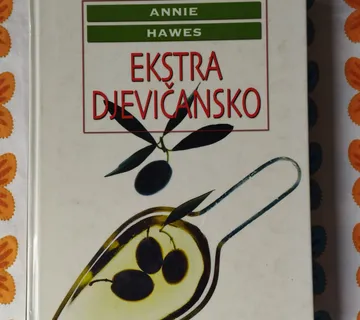 ANNIE
HAWES
EKSTRA
DJEVIČANSKO